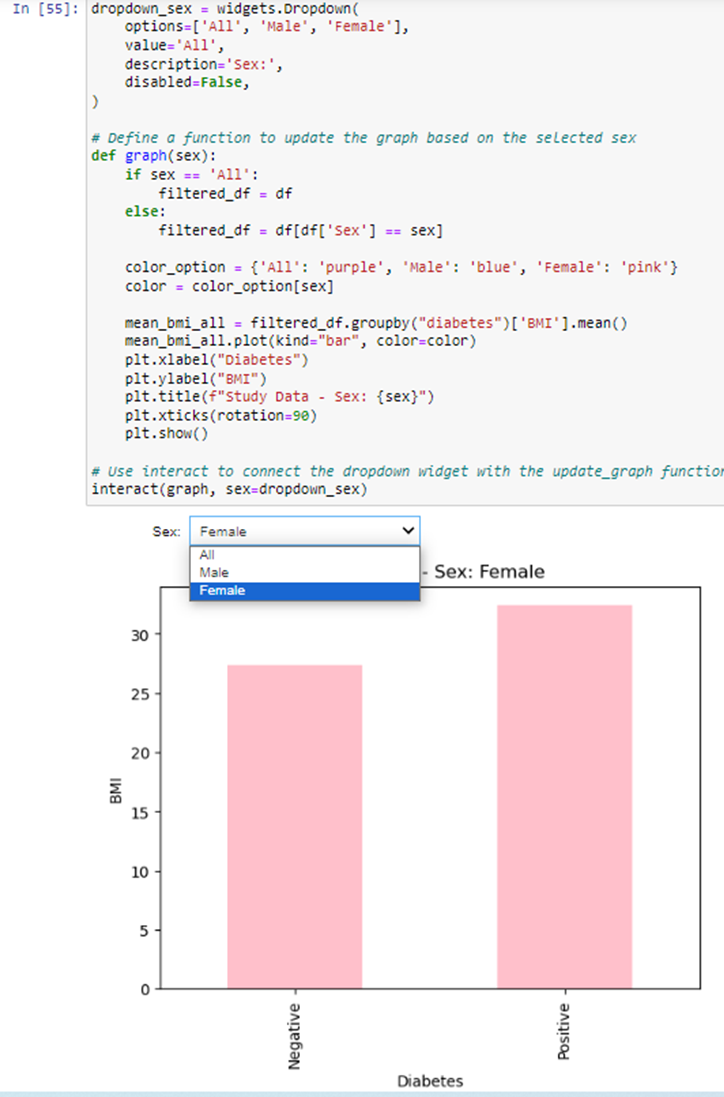 In [55]: dropdown_sex = widgets.Dropdown(
    options=['All', 'Male', 'Female'],
    value='All',
    description='Sex:',
    disabled=False,
)
# Define a function to update the graph based on the selected sex
def graph(sex):
    if sex == 'All':
        filtered_df = df
    else:
        filtered_df = df[df['Sex'] == sex]
    color_option = {'All': 'purple', 'Male': 'blue', 'Female': 'pink'}
    color = color_option[sex]
    mean_bmi_all = filtered_df.groupby("diabetes")['BMI'].mean()
    mean_bmi_all.plot(kind="bar", color=color)
    plt.xlabel("Diabetes")
    plt.ylabel("BMI")
    plt.title(f"Study Data - Sex: {sex}")
    plt.xticks(rotation=90)
    plt.show()
# Use interact to connect the dropdown widget with the update_graph function
interact(graph, sex=dropdown_sex)
Sex: Female
All
Male
Female
- Sex: Female
30
25
20
15
10
5
0
BMI
Negative
Positive
Diabetes